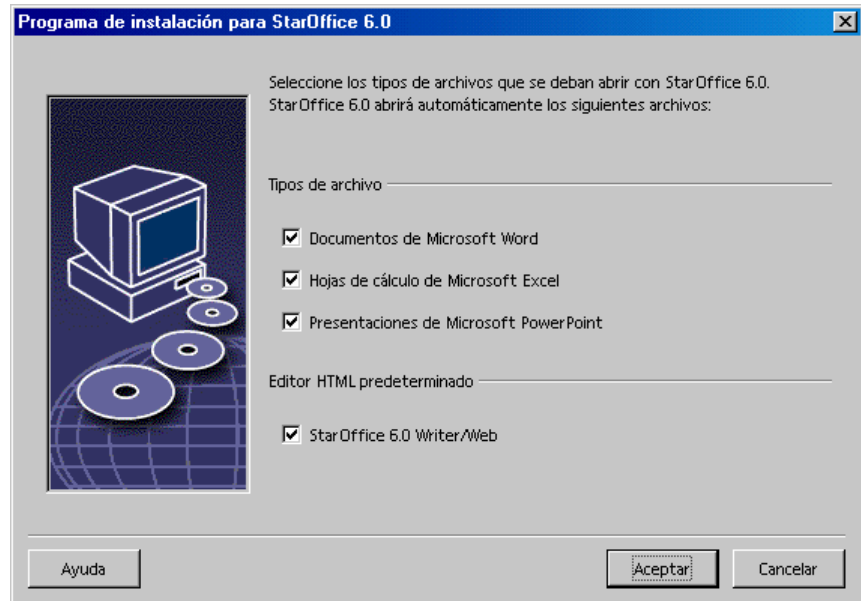 Programa de instalación para StarOffice 6.0
Seleccione los tipos de archivos que se deban abrir con StarOffice 6.0.
StarOffice 6.0 abrirá automáticamente los siguientes archivos:
Tipos de archivo
Documentos de Microsoft Word
Hojas de cálculo de Microsoft Excel
Presentaciones de Microsoft PowerPoint
Editor HTML predeterminado
StarOffice 6.0 Writer/Web
Ayuda
Aceptar
Cancelar